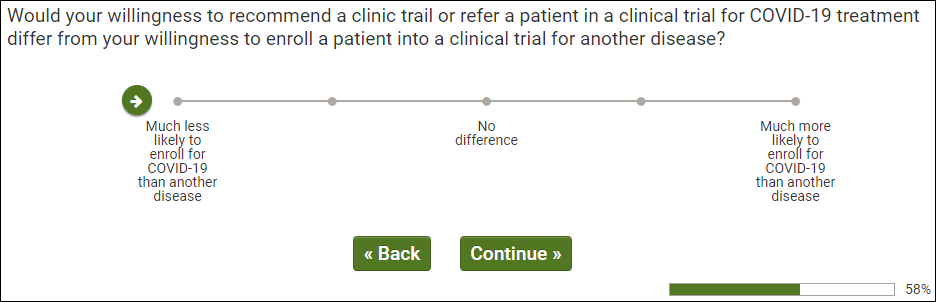 Would your willingness to recommend a clinic trail or refer a patient in a clinical trial for COVID-19 treatment
differ from your willingness to enroll a patient into a clinical trial for another disease?
Much less
likely to
enroll for
COVID-19
than another
disease
No
difference
Much more
likely to
enroll for
COVID-19
than another
disease
« Back
Continue »
58%